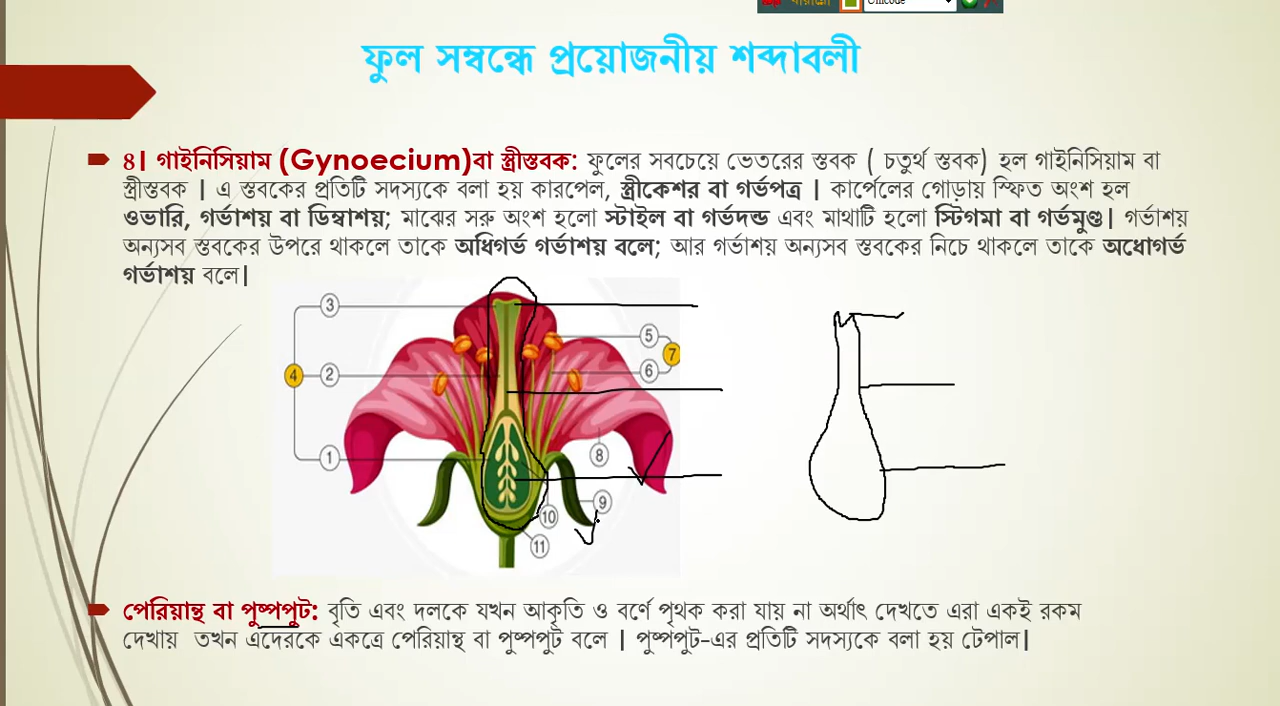 Unicode
ফুল সম্বন্ধে প্রয়োজনীয় শব্দাবলী
8। গাইনিসিয়াম (Gynoecium)বা স্ত্রীস্তবক: ফুলের সবচেয়ে ভেতরের স্তবক ( চতুর্থ স্তবক) হল গাইনিসিয়াম বা
স্ত্রীস্তবক । এ স্তবকের প্রতিটি সদস্যকে বলা হয় কারপেল, স্ত্রীকেশর বা গর্ভপত্র । কার্পেলের গোড়ায় স্ফিত অংশ হল
ওভারি, গর্ভাশয় বা ডিম্বাশয়; মাঝের সরু অংশ হলো স্টাইল বা গর্ভদন্ড এবং মাথাটি হলো স্টিগমা বা গর্ভমুণ্ড। গর্ভাশয়
অন্যসব স্তবকের উপরে থাকলে তাকে অধিগর্ভ গর্ভাশয় বলে; আর গর্ভাশয় অন্যসব স্তবকের নিচে থাকলে তাকে অধোগর্ভ
গর্ভাশয় বলে।
3
5
7
4
2
6
8
1
9
10
11
পেরিয়ান্থ বা পুষ্পপুট: বৃতি এবং দলকে যখন আকৃতি ও বর্ণে পৃথক করা যায় না অর্থাৎ দেখতে এরা একই রকম
দেখায় তখন এদেরকে একত্রে পেরিয়ান্থ বা পুষ্পপুট বলে । পুষ্পপুট-এর প্রতিটি সদস্যকে বলা হয় টেপাল।